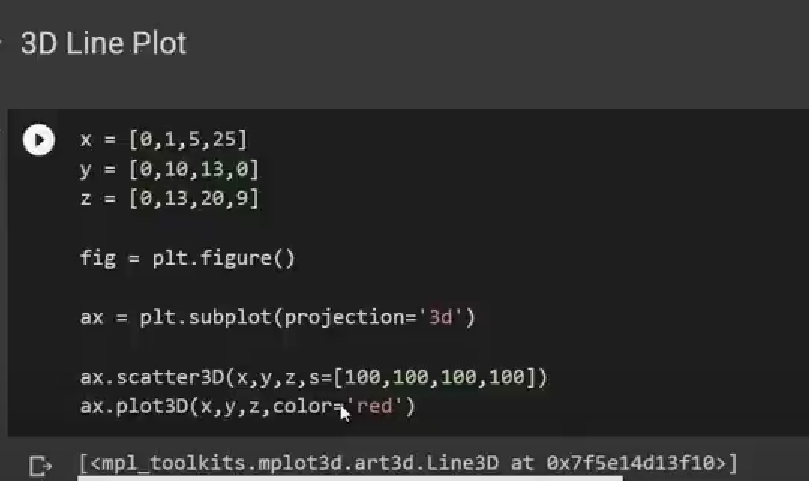 3D Line Plot
x = [0,1,5,25]
y = [0,10,13,0]
z = [0,13,20,9]
fig = plt.figure()
ax = plt.subplot(projection='3d')
ax.scatter3D(x,y,z,s=[100,100,100,100])
ax.plot3D(x,y,z,color='red')
[<mpl_toolkits.mplot3d.art3d.Line3D at 0x7f5e14d13f10>]